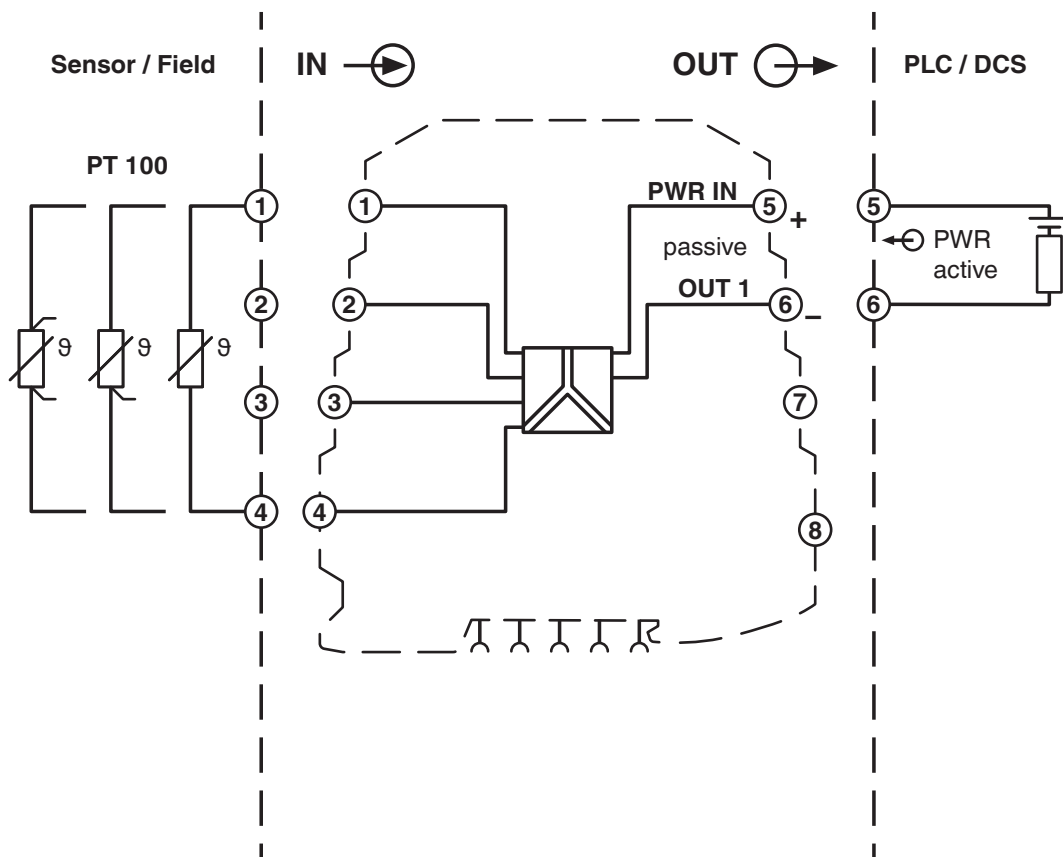 Sensor / Field
IN
OUT
PLC / DCS
PT 100
1
1
PWR IN
5
+
5
PWR
active
passive
2
2
OUT 1
6
–
6
ϑ
ϑ
ϑ
3
3
7
4
4
8